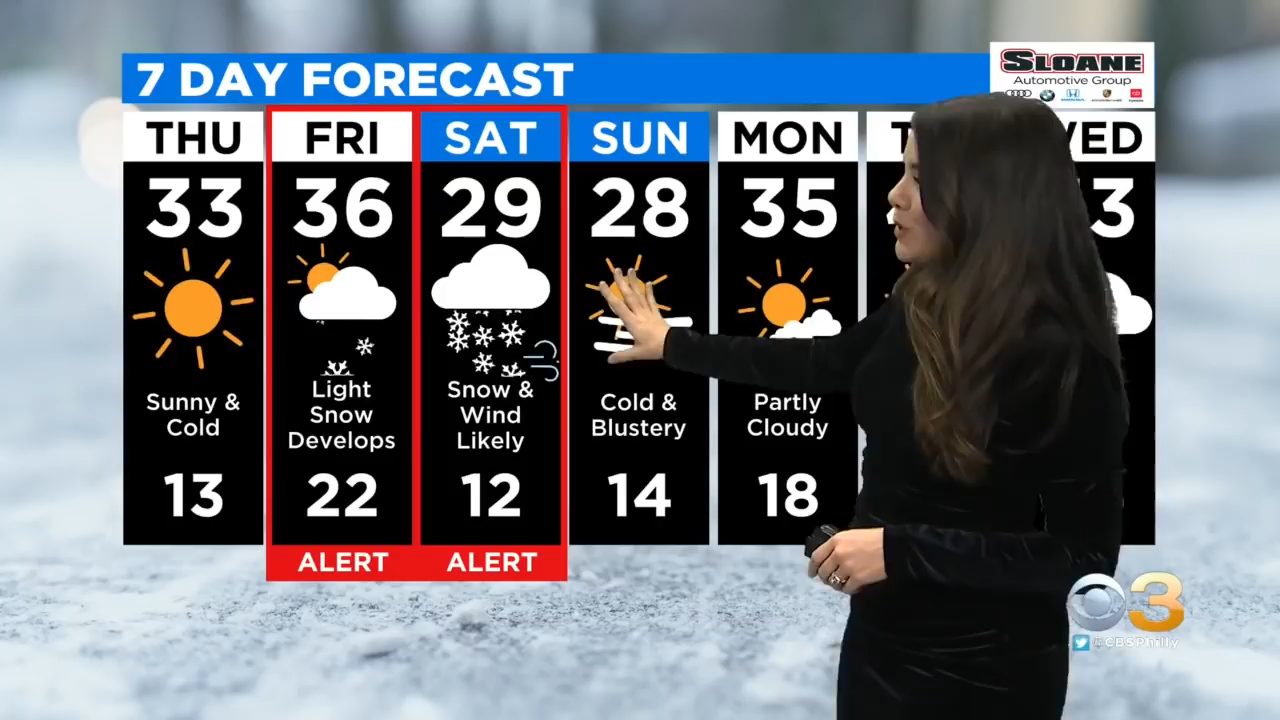 7 DAY FORECAST
SLOANE
Automotive Group
THU
FRI
SAT
SUN
MON
33
36
29
28
35
Sunny &
Cold
Light
Snow
Develops
Snow &
Wind
Likely
Cold &
Blustery
Partly
Cloudy
13
22
12
14
18
ALERT
ALERT
3
@CBSPhilly